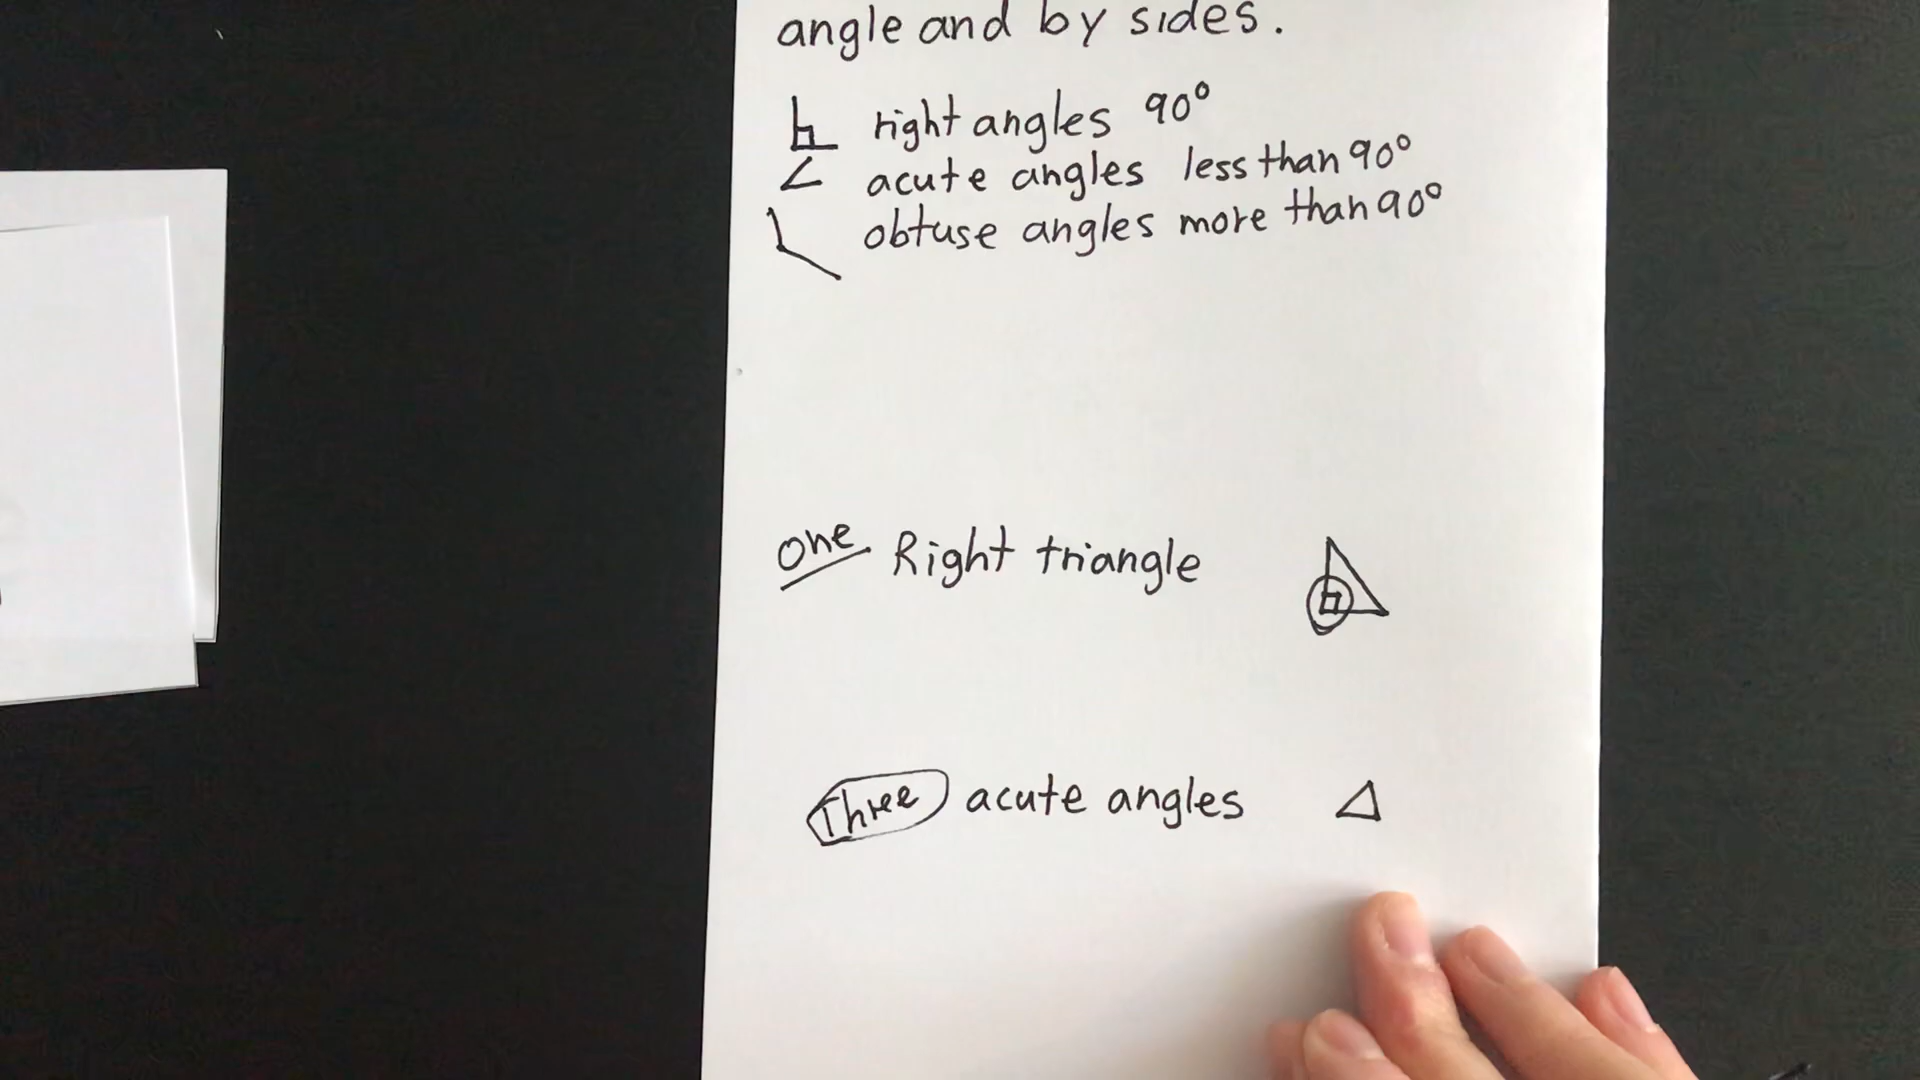 angle and by sides.
right angles 90°
acute angles less than 90°
obtuse angles more than 90°
one Right triangle
Three acute angles